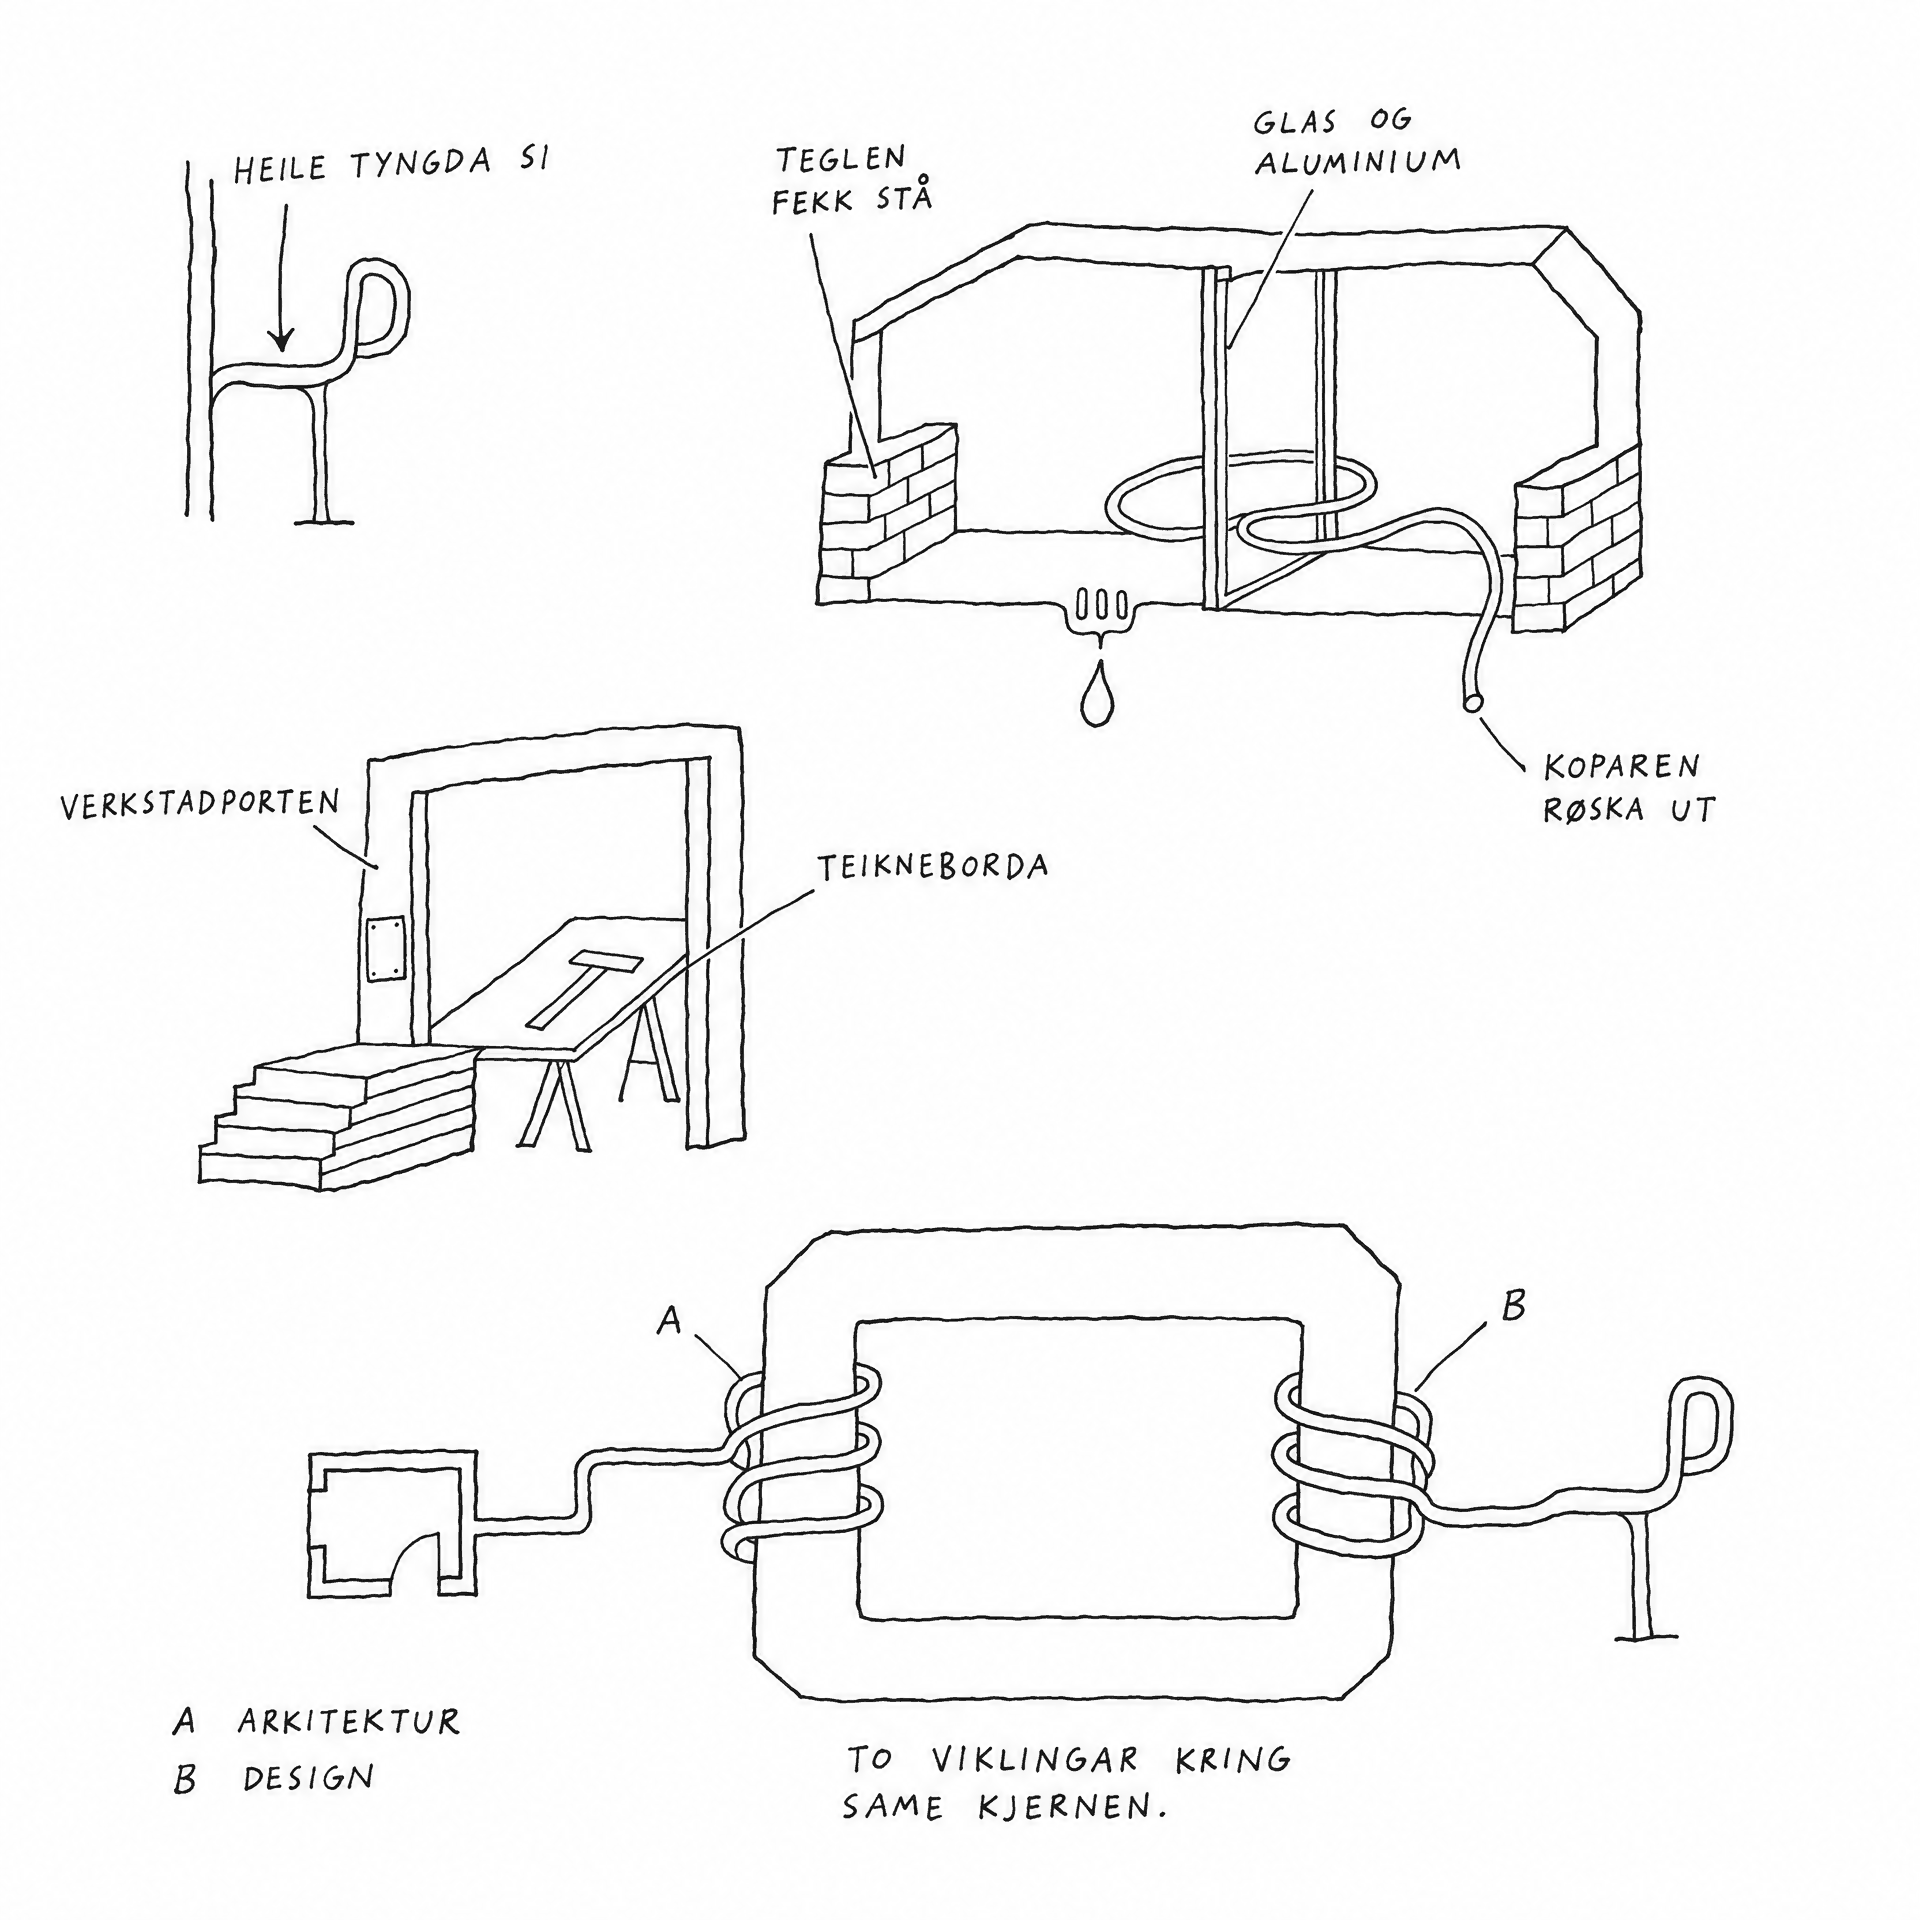 HEILE TYNGDA SI
TEGLEN
FEKK STÅ
GLAS OG
ALUMINIUM
KOPAREN
RØSKA UT
VERKSTADPORTEN
TEIKNEBORDA
A
B
A ARKITEKTUR
B DESIGN
TO VIKLINGAR KRING
SAME KJERNEN.